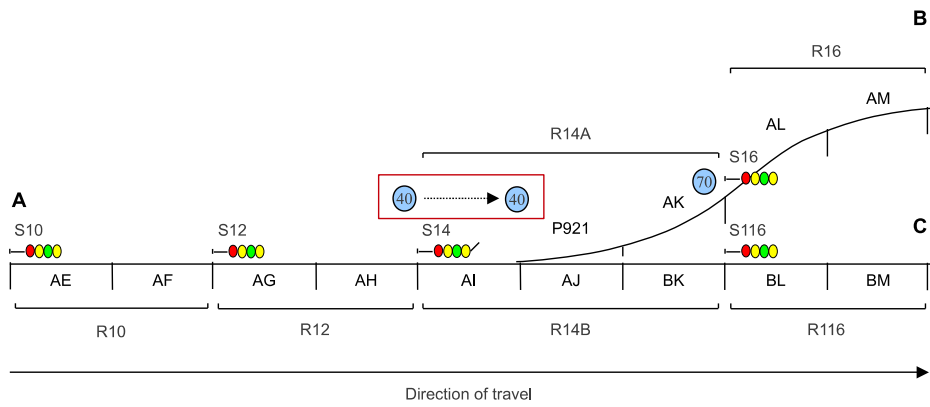 B
R16
AM
AL
R14A
S16
70
40
40
AK
A
P921
C
S10
S12
S14
S116
AE
AF
AG
AH
AI
AJ
BK
BL
BM
R10
R12
R14B
R116
Direction of travel